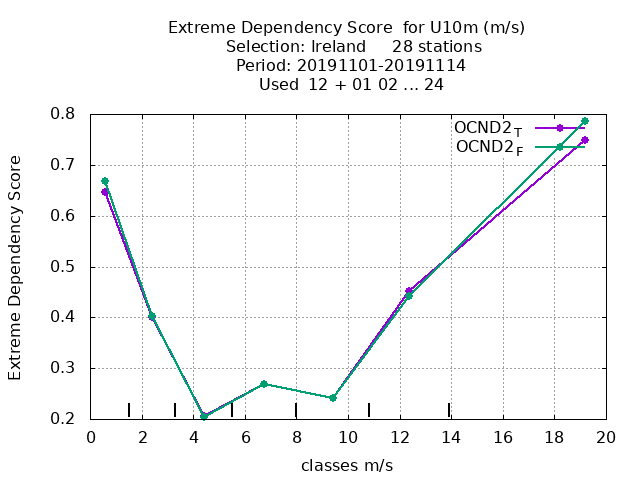 Extreme Dependency Score  for U10m (m/s)
Selection: Ireland     28 stations
Period: 20191101-20191114
Used  12 + 01 02 ... 24
Extreme Dependency Score
0.8
0.7
0.6
0.5
0.4
0.3
0.2
OCND2T
OCND2F
0 2 4 6 8 10 12 14 16 18 20
classes m/s